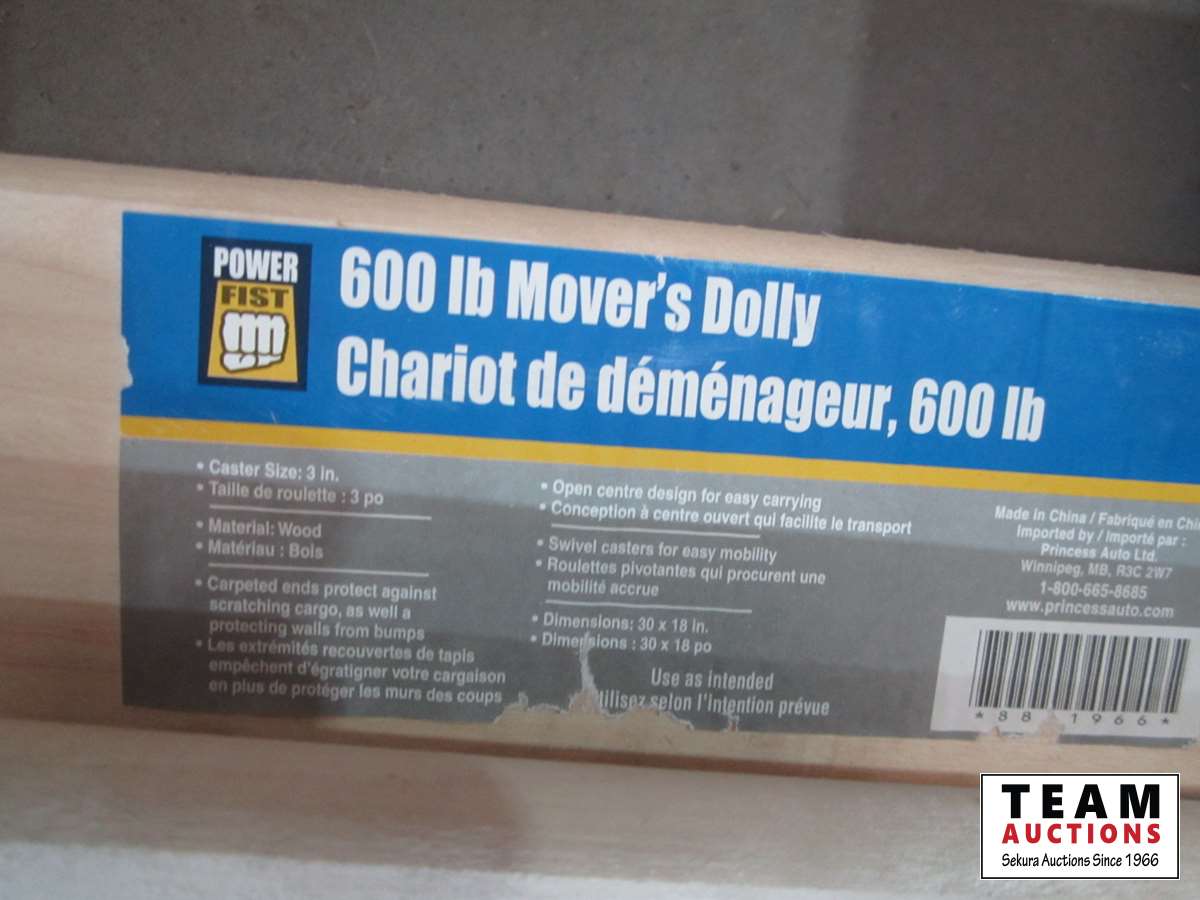 POWER
FIST
600 lb Mover's Dolly
Chariot de déménageur, 600 lb
• Caster Size: 3 in.
• Taille de roulette : 3 po
• Material: Wood
• Matériau : Bois
• Carpeted ends protect against
scratching cargo, as well a
protecting walls from bumps
• Les extrémités recouvertes de tapis
empêchent d'égratigner votre cargaison
en plus de protéger les murs des coups
• Open centre design for easy carrying
• Conception à centre ouvert qui facilite le transport
• Swivel casters for easy mobility
• Roulettes pivotantes qui procurent une
mobilité accrue
• Dimensions: 30 x 18 in.
• Dimensions : 30 x 18 po
Use as intended
selon l'intention prévue
Made in China / Fabriqué en
Imported by / Importé par :
Princess Auto Ltd.
Winnipeg, MB, R3C 2W7
1-800-665-8685
www.princessauto.com
*88 1966*
TEAM
AUCTIONS
Sekura Auctions Since 1966